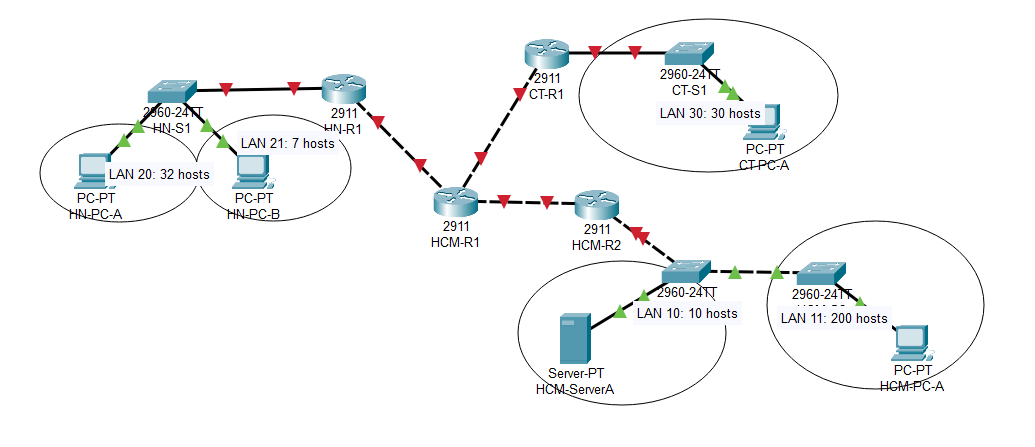 2960-24TT
HN-S1
2911
HN-R1
LAN 20: 32 hosts
PC-PT
HN-PC-A
LAN 21: 7 hosts
PC-PT
HN-PC-B
2911
CT-R1
2960-24TT
CT-S1
LAN 30: 30 hosts
PC-PT
CT-PC-A
2911
HCM-R1
2911
HCM-R2
2960-24TT
LAN 10: 10 hosts
Server-PT
HCM-ServerA
2960-24TT
LAN 11: 200 hosts
PC-PT
HCM-PC-A